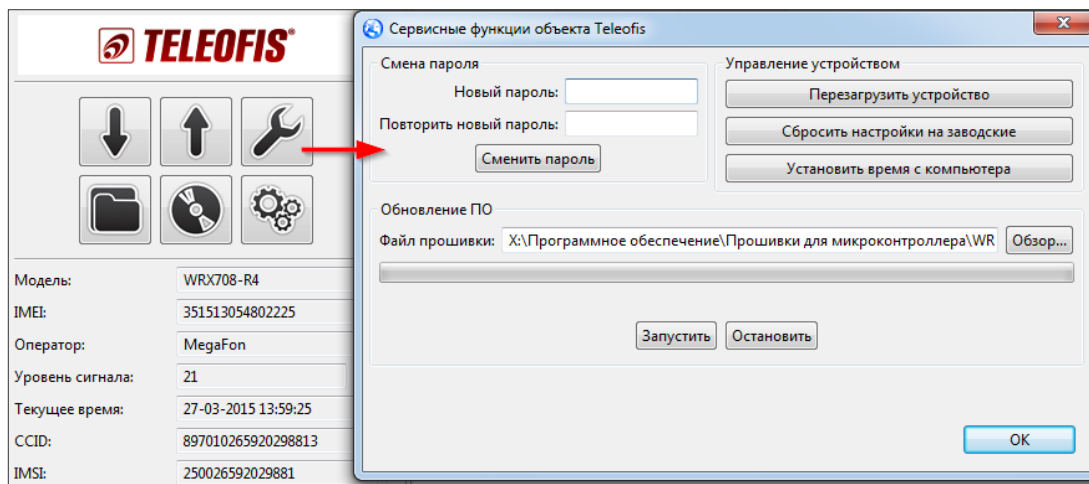 TELEOFIS®
Модель: WRX708-R4
IMEI: 351513054802225
Оператор: MegaFon
Уровень сигнала: 21
Текущее время: 27-03-2015 13:59:25
CCID: 897010265920298813
IMSI: 250026592029881
Сервисные функции объекта Teleofis
Смена пароля
Новый пароль:
Повторить новый пароль:
Сменить пароль
Управление устройством
Перезагрузить устройство
Сбросить настройки на заводские
Установить время с компьютера
Обновление ПО
Файл прошивки: X:\Программное обеспечение\Прошивки для микроконтроллера\WR Обзор...
Запустить Остановить
OK